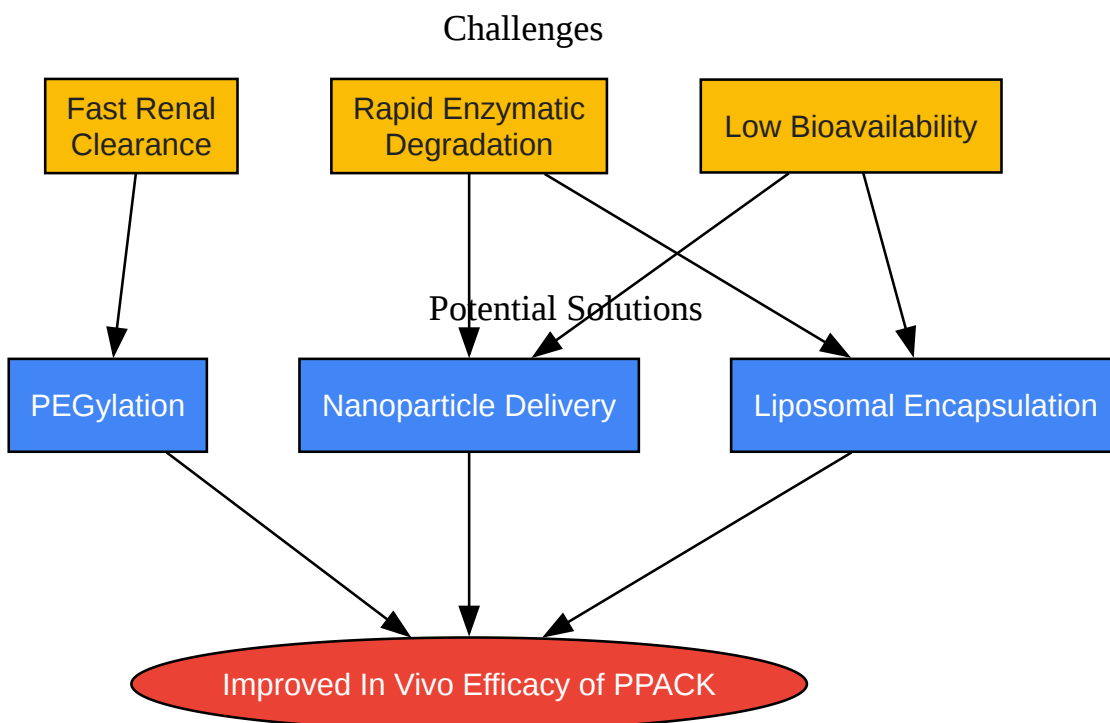 Challenges
Fast Renal
Clearance
Rapid Enzymatic
Degradation
Low Bioavailability
Potential Solutions
PEGylation
Nanoparticle Delivery
Liposomal Encapsulation
Improved In Vivo Efficacy of PPACK